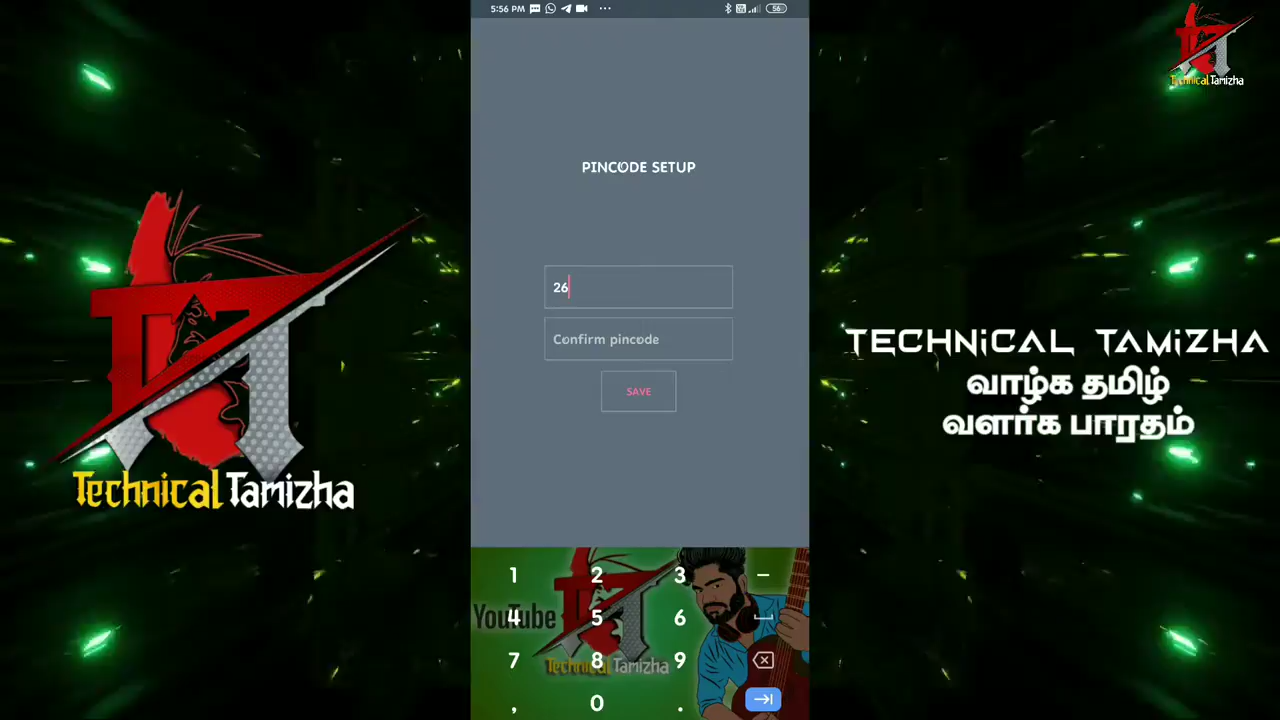 5:56 PM
56
Technical Tamizha
PINCODE SETUP
26
Confirm pincode
SAVE
Technical Tamizha
TECHNiCAL TAMiZHA
வாழ்க தமிழ்
வளர்க பாரதம்
1 2 3 –
YouTube
4 5 6
7 8 9
Technical Tamizha
, 0 .